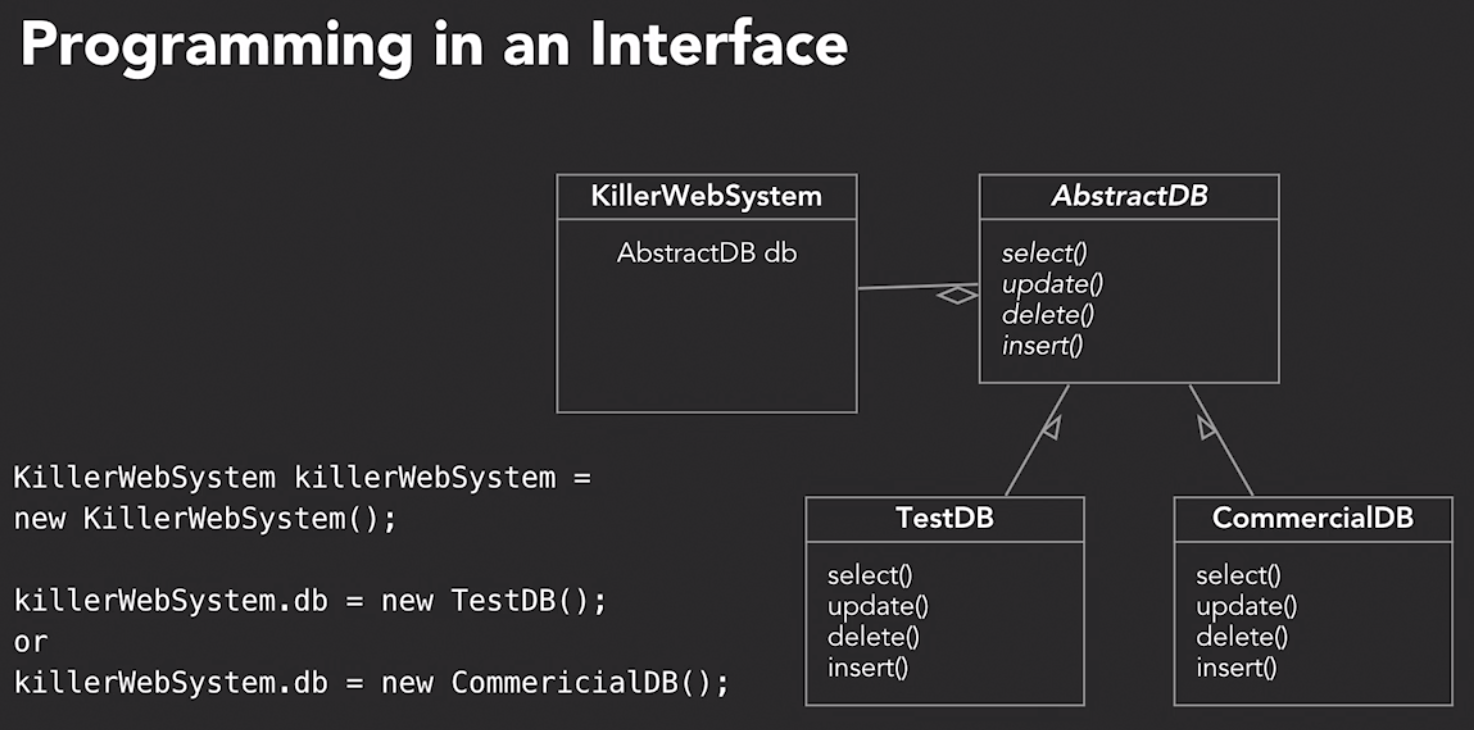 Programming in an Interface
KillerWebSystem
AbstractDB db
AbstractDB
select()
update()
delete()
insert()
KillerWebSystem killerWebSystem =
new KillerWebSystem();
killerWebSystem.db = new TestDB();
or
killerWebSystem.db = new CommericialDB();
TestDB
select()
update()
delete()
insert()
CommercialDB
select()
update()
delete()
insert()